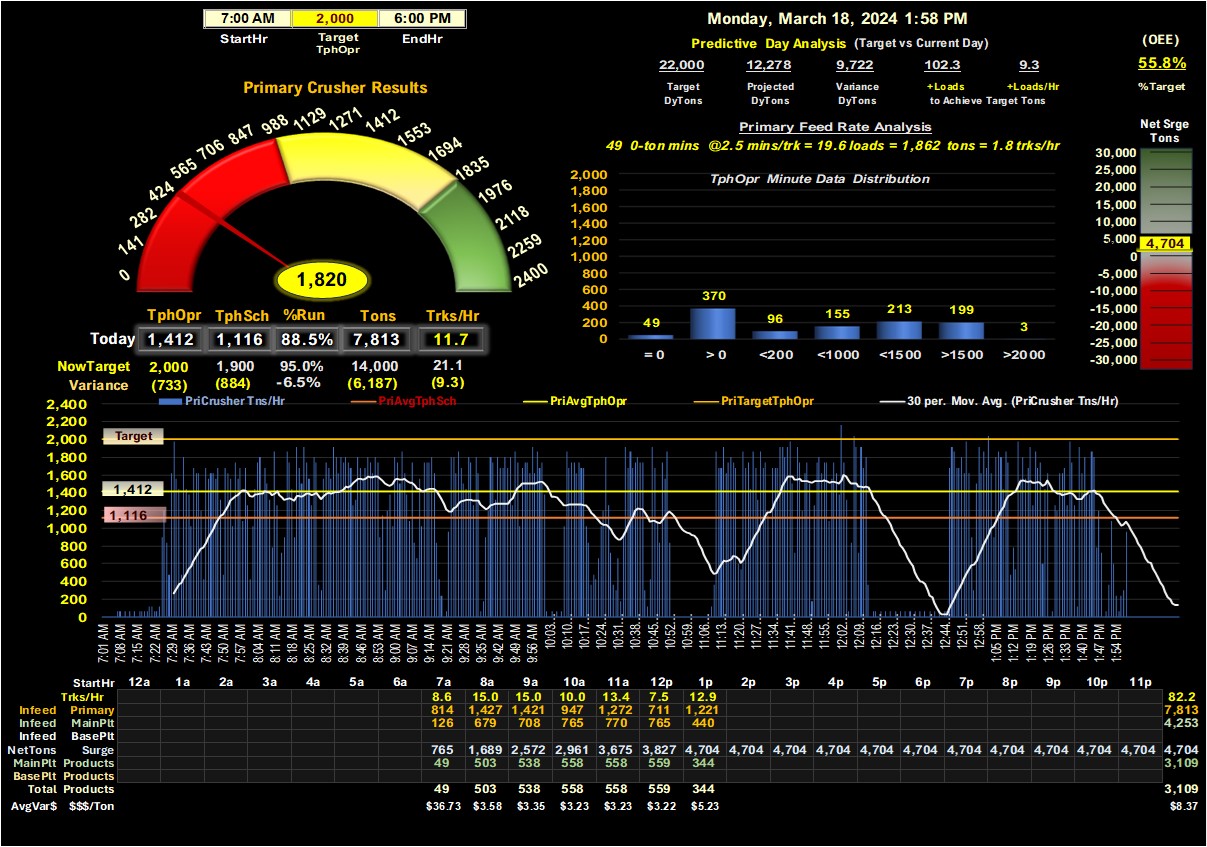 7:00 AM 2,000 6:00 PM
StartHr Target TphOpr EndHr
Monday, March 18, 2024 1:58 PM
Predictive Day Analysis (Target vs Current Day)
22,000 12,278 9,722 102.3 9.3
Target Projected Variance +Loads +Loads/Hr
DyTons DyTons DyTons to Achieve Target Tons
(OEE)
55.8%
%Target
Primary Crusher Results
0 141 282 424 565 706 847 988 1129 1271 1412 1553 1694 1835 1976 2118 2259 2400
1,820
TphOpr TphSch %Run Tons Trks/Hr
Today 1,412 1,116 88.5% 7,813 11.7
NowTarget 2,000 1,900 95.0% 14,000 21.1
Variance (733) (884) -6.5% (6,187) (9.3)
Primary Feed Rate Analysis
49 0-ton mins @2.5 mins/trk = 19.6 loads = 1,862 tons = 1.8 trks/hr
TphOpr Minute Data Distribution
2,000
1,800
1,600
1,400
1,200
1,000
800
600
400
200
0
49 370 96 155 213 199 3
= 0 > 0 <200 <1000 <1500 >1500 >2000
Net Srge
Tons
30,000
25,000
20,000
15,000
10,000
5,000
4,704
0
-5,000
-10,000
-15,000
-20,000
-25,000
-30,000
PriCrusher Tns/Hr PriAvgTphSch PriAvgTphOpr PriTargetTphOpr 30 per. Mov. Avg. (PriCrusher Tns/Hr)
2,400
2,200
2,000
1,800
1,600
1,400
1,200
1,000
800
600
400
200
0
Target
1,412
1,116
7:01 AM 7:08 AM 7:15 AM 7:22 AM 7:29 AM 7:36 AM 7:43 AM 7:50 AM 7:57 AM 8:04 AM 8:11 AM 8:18 AM 8:25 AM 8:32 AM 8:39 AM 8:46 AM 8:53 AM 9:00 AM 9:07 AM 9:14 AM 9:21 AM 9:28 AM 9:35 AM 9:42 AM 9:49 AM 9:56 AM 10:03… 10:10… 10:17… 10:24… 10:31… 10:38… 10:45… 10:52… 10:59… 11:06… 11:13… 11:20… 11:27… 11:34… 11:41… 11:48… 11:55… 12:02… 12:09… 12:16… 12:23… 12:30… 12:37… 12:44… 12:51… 12:58… 1:05 PM 1:12 PM 1:19 PM 1:26 PM 1:33 PM 1:40 PM 1:47 PM 1:54 PM
StartHr 12a 1a 2a 3a 4a 5a 6a 7a 8a 9a 10a 11a 12p 1p 2p 3p 4p 5p 6p 7p 8p 9p 10p 11p
Trks/Hr 8.6 15.0 15.0 10.0 13.4 7.5 12.9 82.2
Infeed Primary 814 1,427 1,421 947 1,272 711 1,221 7,813
Infeed MainPlt 126 679 708 765 770 765 440 4,253
Infeed BasePlt
NetTons Surge 765 1,689 2,572 2,961 3,675 3,827 4,704 4,704 4,704 4,704 4,704 4,704 4,704 4,704 4,704 4,704 4,704 4,704
MainPlt Products 49 503 538 558 558 559 344 3,109
BasePlt Products
Total Products 49 503 538 558 558 559 344 3,109
AvgVar$ $$$/Ton $36.73 $3.58 $3.35 $3.23 $3.23 $3.22 $5.23 $8.37